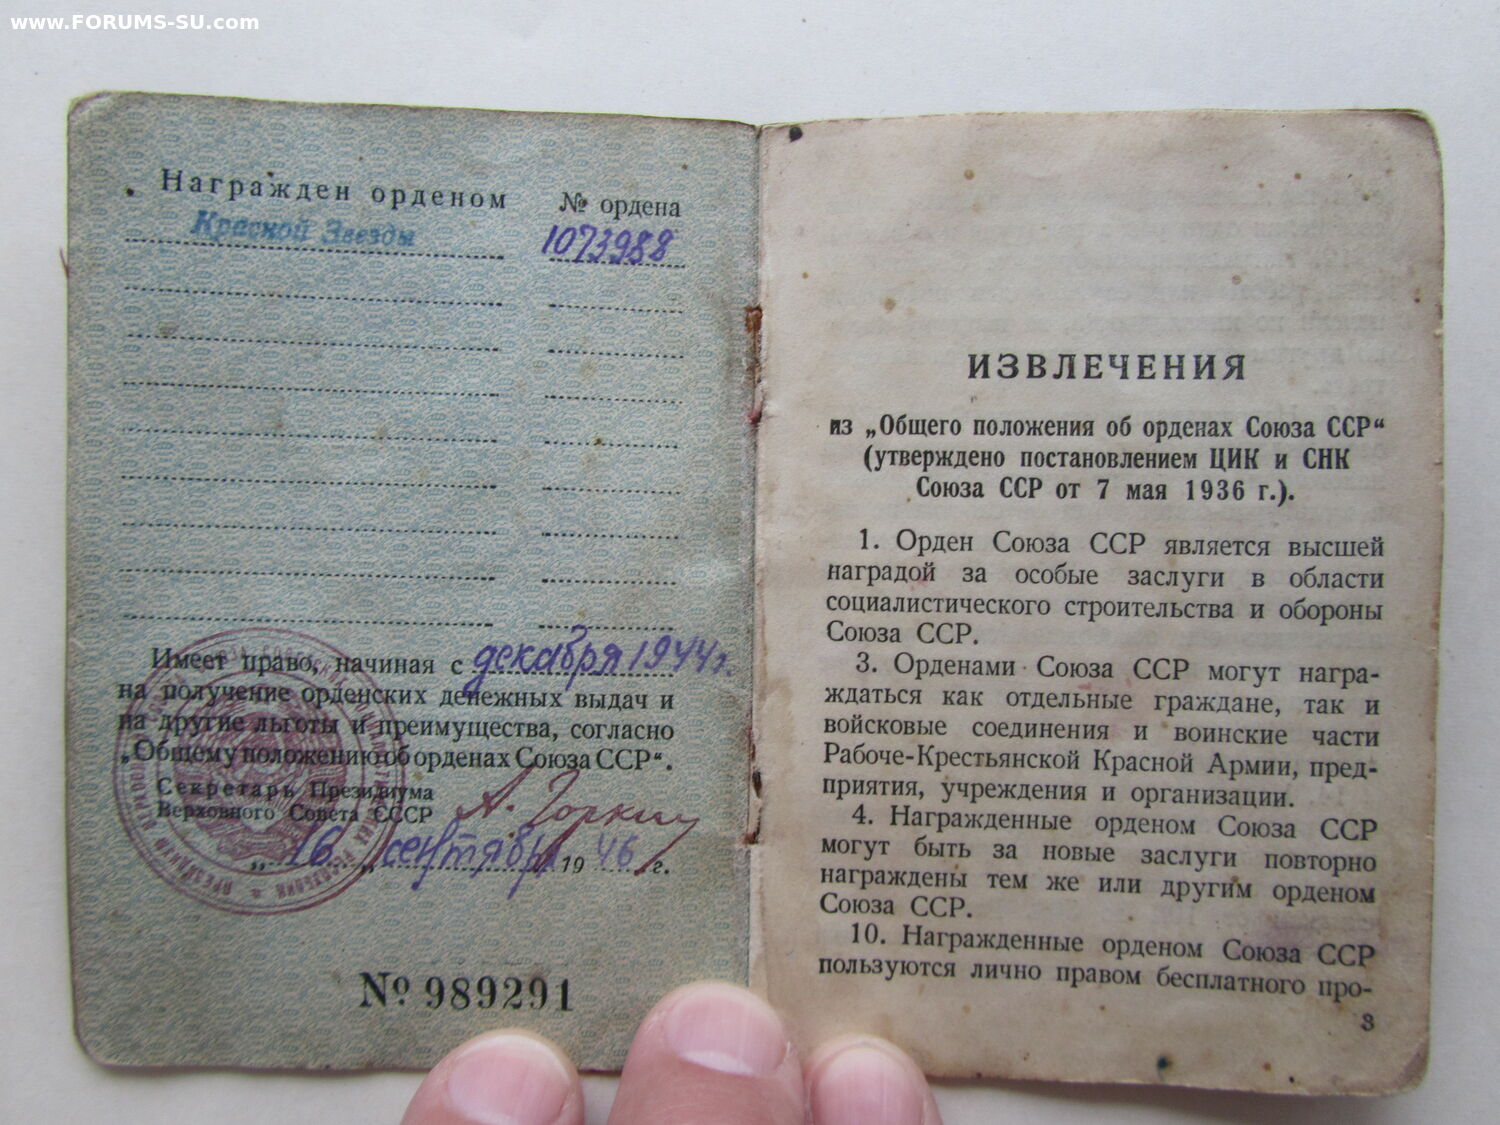 www.FORUMS-SU.com
Награжден орденом
№ ордена
Красной Звезды
1073988
Имеет право, начиная с декабря 1944 г.
на получение орденских денежных выдач и
на другие льготы и преимущества, согласно
„Общему положению об орденах Союза ССР“.
Секретарь Президиума
Верховного Совета СССР А. Горкин
„16„ сентября 1946 г.
№ 989291
ИЗВЛЕЧЕНИЯ
из „Общего положения об орденах Союза ССР“
(утверждено постановлением ЦИК и СНК
Союза ССР от 7 мая 1936 г.).
1. Орден Союза ССР является высшей
наградой за особые заслуги в области
социалистического строительства и обороны
Союза ССР.
3. Орденами Союза ССР могут награ-
ждаться как отдельные граждане, так и
войсковые соединения и воинские части
Рабоче-Крестьянской Красной Армии, пред-
приятия, учреждения и организации.
4. Награжденные орденом Союза ССР
могут быть за новые заслуги повторно
награждены тем же или другим орденом
Союза ССР.
10. Награжденные орденом Союза ССР
пользуются лично правом бесплатного про-
3